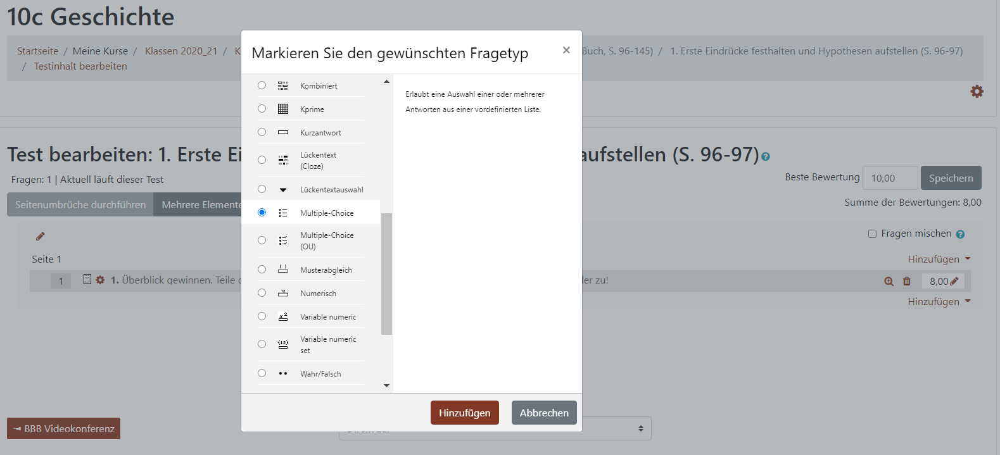 10c Geschichte
Startseite / Meine Kurse / Klassen 2020_21 / K
Buch, S. 96-145) / 1. Erste Eindrücke festhalten und Hypothesen aufstellen (S. 96-97)
/ Testinhalt bearbeiten
Markieren Sie den gewünschten Fragetyp
×
Kombiniert
Kprime
Kurzantwort
Lückentext
(Cloze)
Lückentextauswahl
Multiple-Choice
Multiple-Choice
(OU)
Musterabgleich
Numerisch
Variable numeric
Variable numeric
set
Wahr/Falsch
Erlaubt eine Auswahl einer oder mehrerer
Antworten aus einer vordefinierten Liste.
Hinzufügen
Abbrechen
Test bearbeiten: 1. Erste Ei
aufstellen (S. 96-97)
Fragen: 1 | Aktuell läuft dieser Test
Beste Bewertung 10,00 Speichern
Seitenumbrüche durchführen Mehrere Elemente
Summe der Bewertungen: 8,00
Fragen mischen
Seite 1
Hinzufügen
1 1. Überblick gewinnen. Teile
ler zu! 8,00
Hinzufügen
BBB Videokonferenz